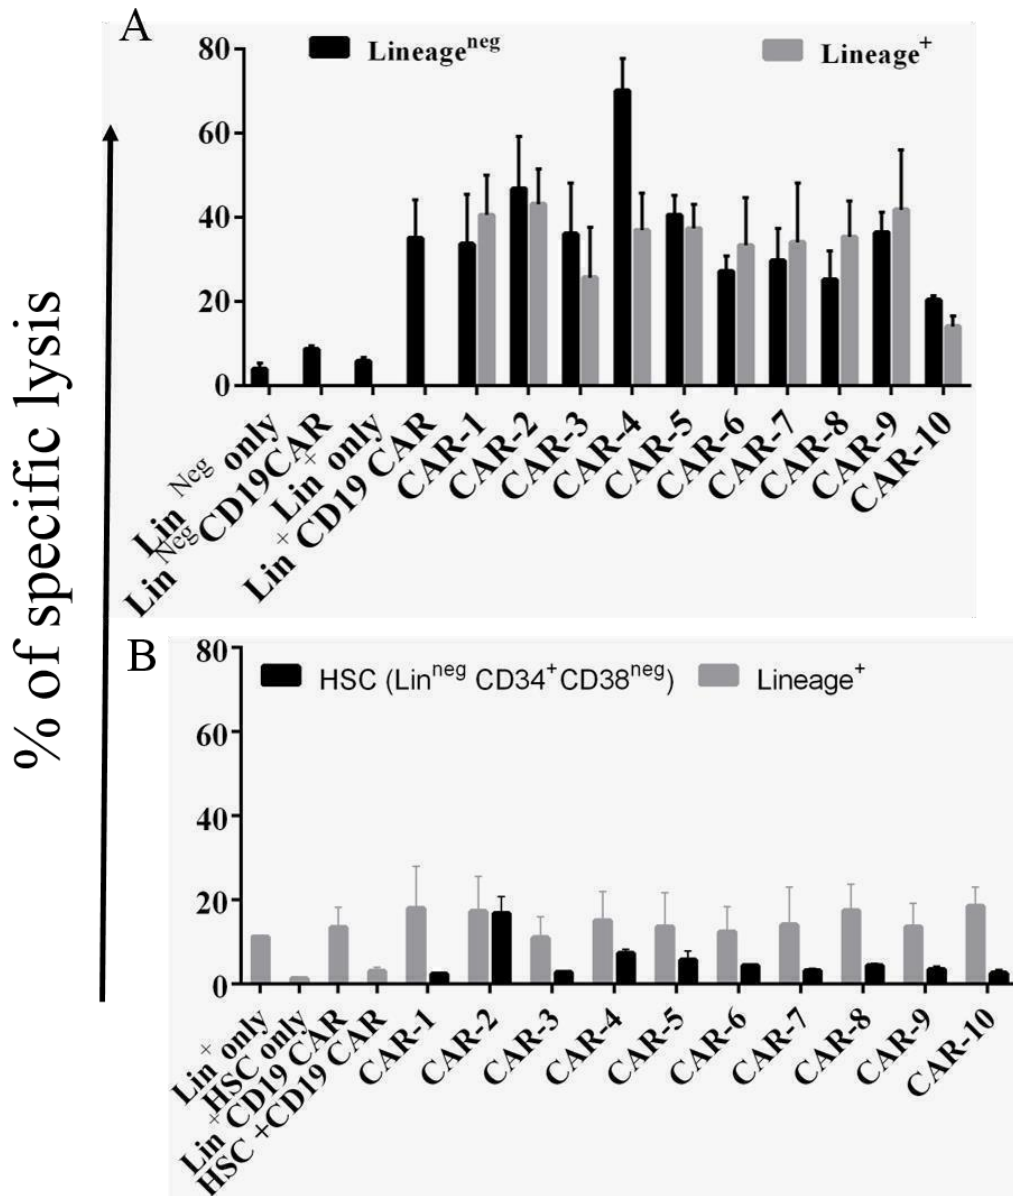 A
Lineage^neg
Lineage^+
80
60
40
20
0
Lin^Neg only
Lin^Neg CD19CAR
Lin^+ only
Lin^+ CD19 CAR
CAR-1
CAR-2
CAR-3
CAR-4
CAR-5
CAR-6
CAR-7
CAR-8
CAR-9
CAR-10
% of specific lysis
B
HSC (Lin^neg CD34^+CD38^neg)
Lineage^+
80
60
40
20
0
Lin^+ only
HSC only
Lin^+ CD19 CAR
HSC +CD19 CAR
CAR-1
CAR-2
CAR-3
CAR-4
CAR-5
CAR-6
CAR-7
CAR-8
CAR-9
CAR-10